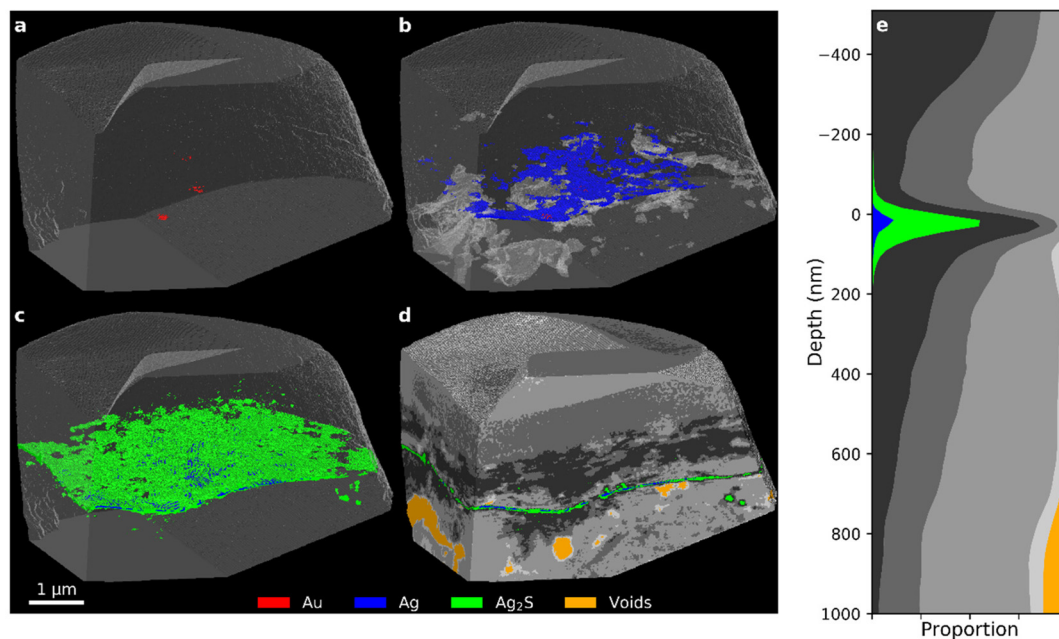 a
b
c
d
1 µm
Au
Ag
Ag₂S
Voids
e
−400
−200
0
200
400
600
800
1000
Depth (nm)
Proportion